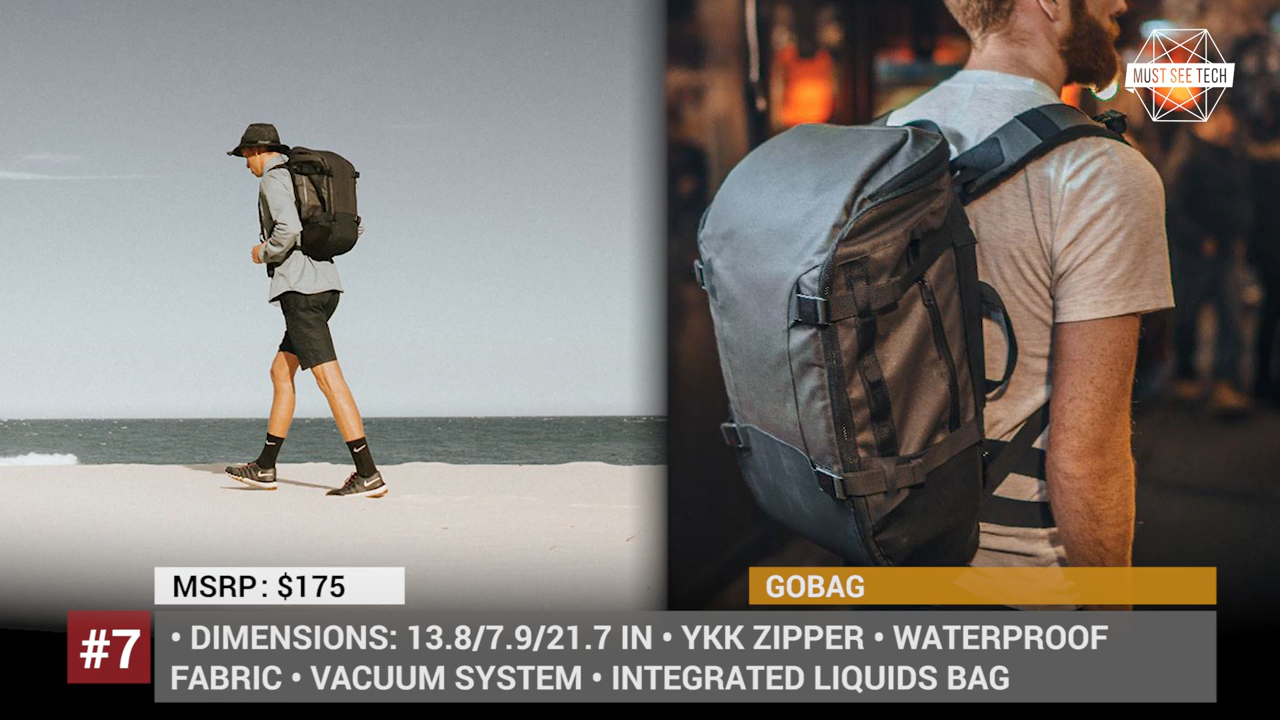 MUST SEE TECH
MSRP: $175
GOBAG
#7
• DIMENSIONS: 13.8/7.9/21.7 IN • YKK ZIPPER • WATERPROOF
FABRIC • VACUUM SYSTEM • INTEGRATED LIQUIDS BAG